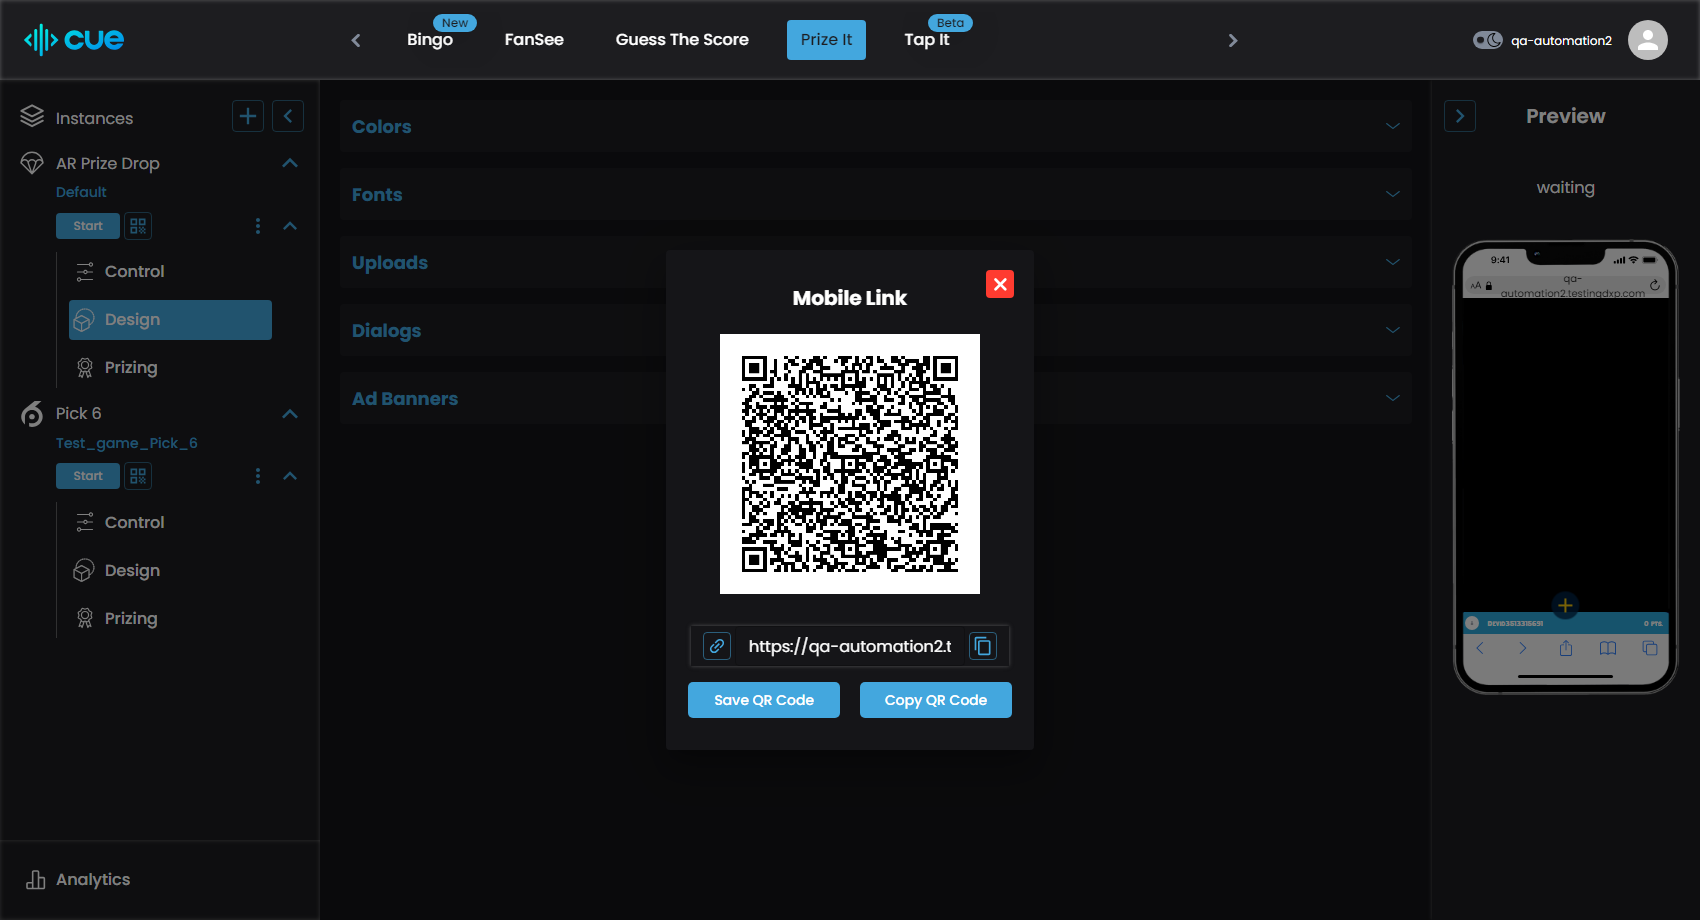 cue
Bingo
New
FanSee
Guess The Score
Prize It
Tap It
Beta
qa-automation2
Instances
AR Prize Drop
Default
Start
Control
Design
Prizing
Pick 6
Test_game_Pick_6
Start
Control
Design
Prizing
Analytics
Colors
Fonts
Uploads
Dialogs
Ad Banners
Mobile Link
https://qa-automation2.t
Save QR Code
Copy QR Code
Preview
waiting
9:41
AA
qa-
automation2.testingdxp.com
0 PTS.